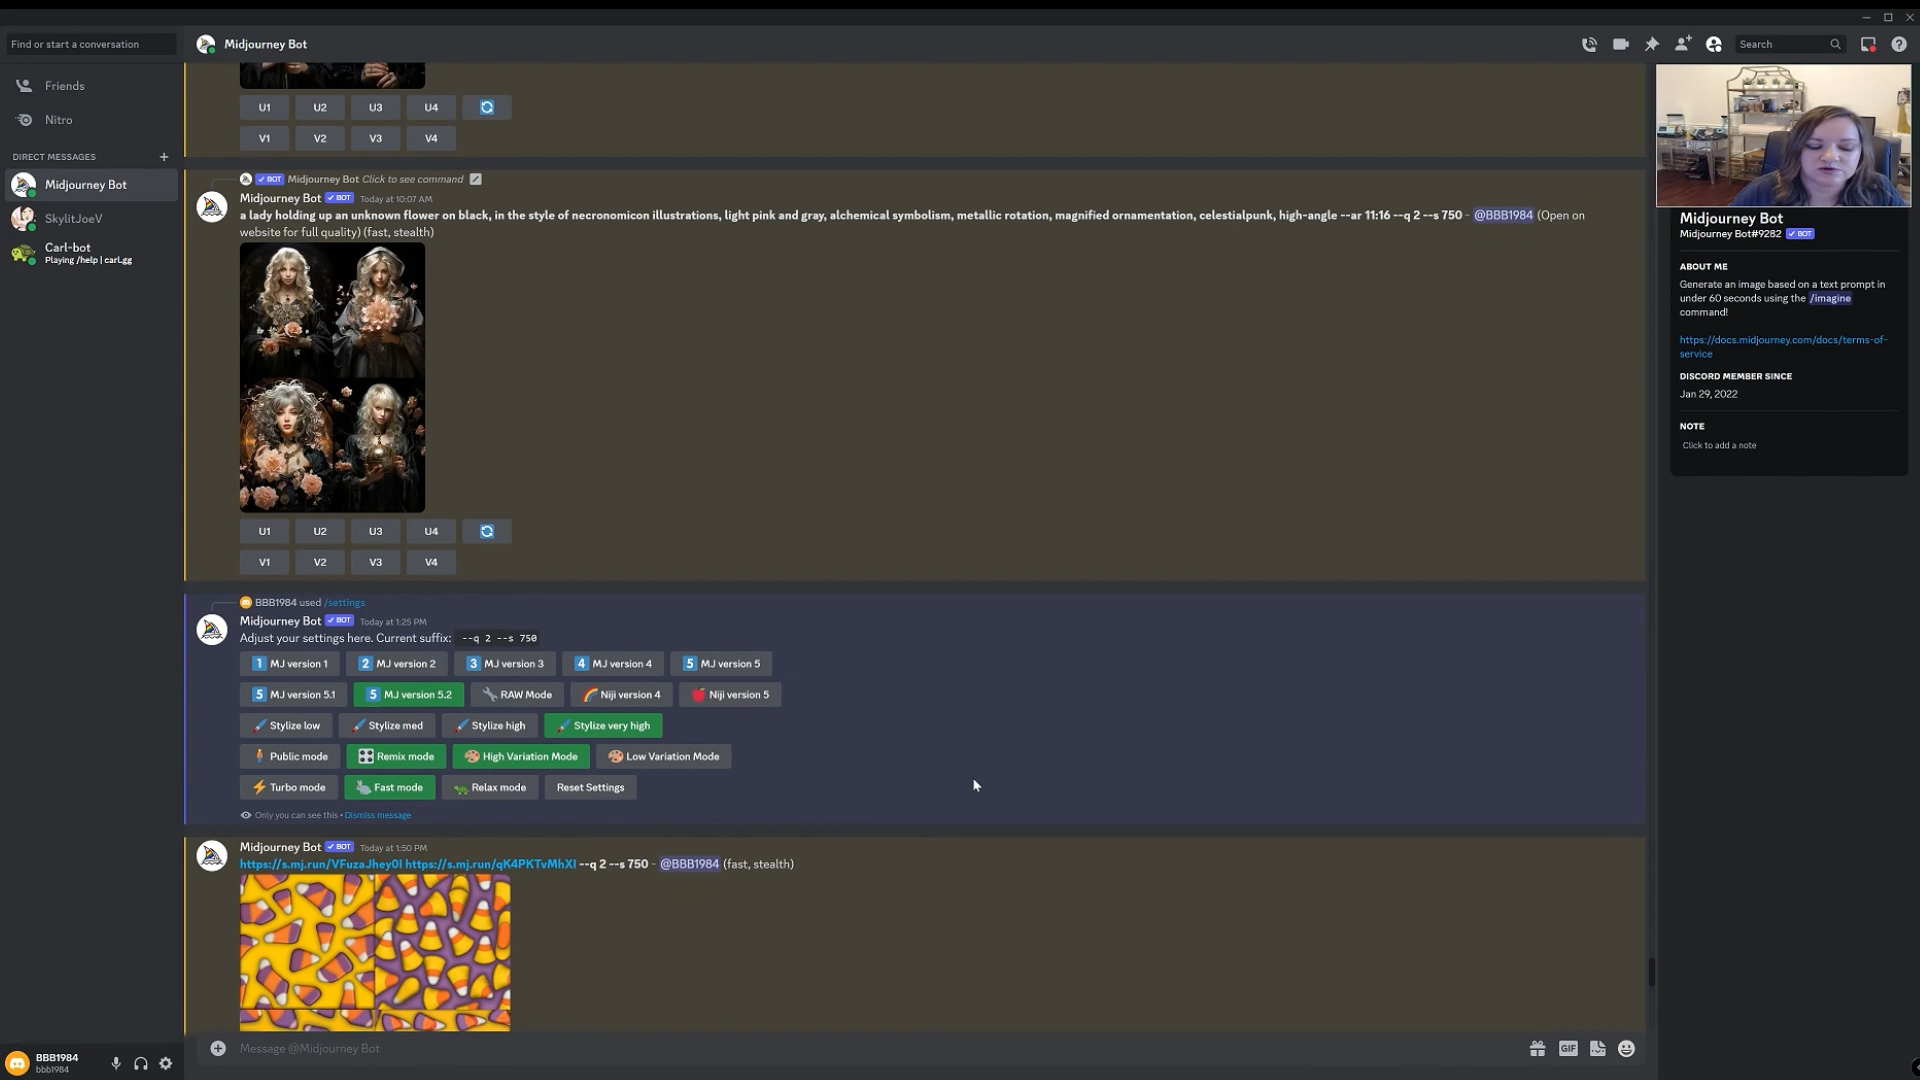 Find or start a conversation
Midjourney Bot
Search
Friends
Nitro
DIRECT MESSAGES
Midjourney Bot
SkylitJoeV
Carl-bot
Playing /help | carl.gg
U1 U2 U3 U4
V1 V2 V3 V4
BOT Midjourney Bot Click to see command
Midjourney Bot BOT Today at 10:07 AM
a lady holding up an unknown flower on black, in the style of necronomicon illustrations, light pink and gray, alchemical symbolism, metallic rotation, magnified ornamentation, celestialpunk, high-angle --ar 11:16 --q 2 --s 750 - @BBB1984 (Open on
website for full quality) (fast, stealth)
U1 U2 U3 U4
V1 V2 V3 V4
BBB1984 used /settings
Midjourney Bot BOT Today at 1:25 PM
Adjust your settings here. Current suffix: --q 2 --s 750
1 MJ version 1 2 MJ version 2 3 MJ version 3 4 MJ version 4 5 MJ version 5
5 MJ version 5.1 5 MJ version 5.2 RAW Mode Niji version 4 Niji version 5
Stylize low Stylize med Stylize high Stylize very high
Public mode Remix mode High Variation Mode Low Variation Mode
Turbo mode Fast mode Relax mode Reset Settings
Only you can see this • Dismiss message
Midjourney Bot BOT Today at 1:50 PM
https://s.mj.run/VFuzaJhey0I https://s.mj.run/qK4PKTvMhXI --q 2 --s 750 - @BBB1984 (fast, stealth)
Message @Midjourney Bot
GIF
BBB1984
bbb1984
Midjourney Bot
Midjourney Bot#9282 BOT
ABOUT ME
Generate an image based on a text prompt in
under 60 seconds using the /imagine
command!
https://docs.midjourney.com/docs/terms-of-
service
DISCORD MEMBER SINCE
Jan 29, 2022
NOTE
Click to add a note